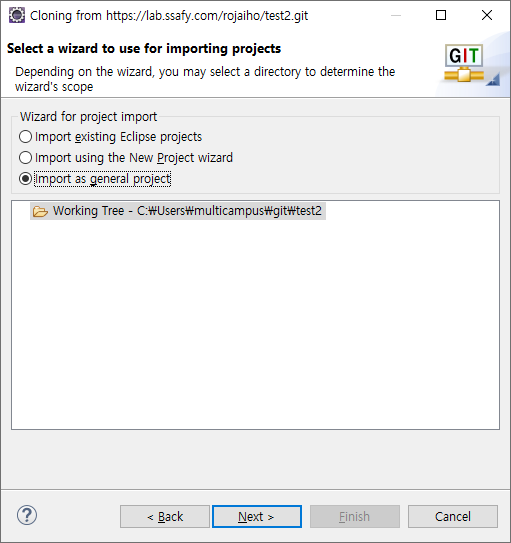 Cloning from https://lab.ssafy.com/rojaiho/test2.git
Select a wizard to use for importing projects
Depending on the wizard, you may select a directory to determine the
wizard's scope
GIT
Wizard for project import
Import existing Eclipse projects
Import using the New Project wizard
Import as general project
Working Tree - C:₩Users₩multicampus₩git₩test2
?
< Back
Next >
Finish
Cancel